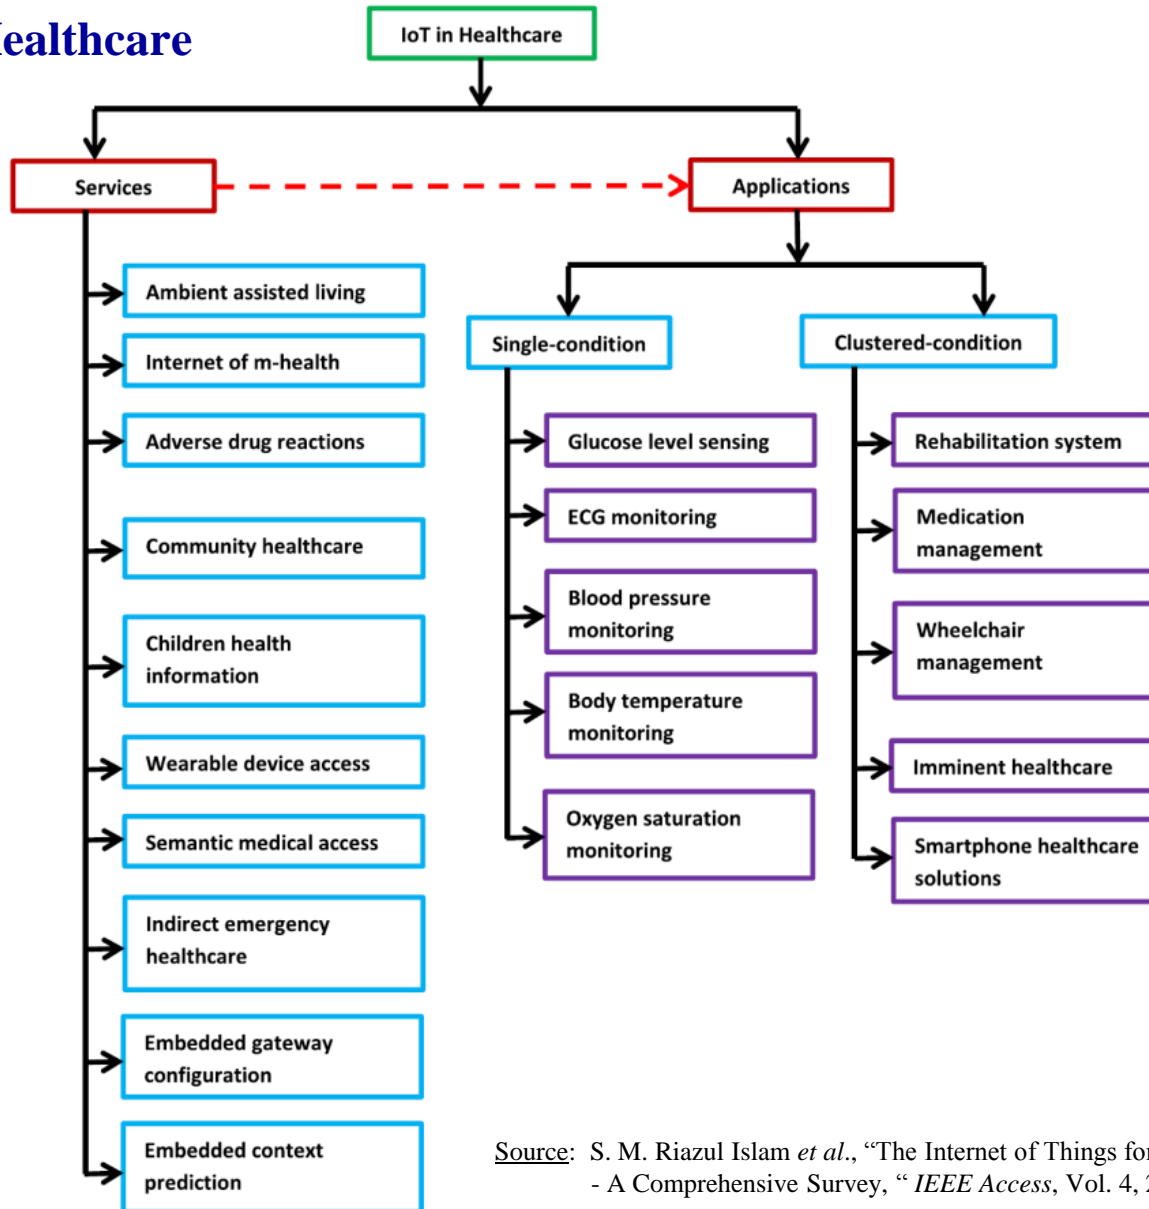 Healthcare
IoT in Healthcare
Services
Applications
Ambient assisted living
Internet of m-health
Adverse drug reactions
Community healthcare
Children health
information
Wearable device access
Semantic medical access
Indirect emergency
healthcare
Embedded gateway
configuration
Embedded context
prediction
Single-condition
Glucose level sensing
ECG monitoring
Blood pressure
monitoring
Body temperature
monitoring
Oxygen saturation
monitoring
Clustered-condition
Rehabilitation system
Medication
management
Wheelchair
management
Imminent healthcare
Smartphone healthcare
solutions
Source: S. M. Riazul Islam et al., “The Internet of Things for
- A Comprehensive Survey, “ IEEE Access, Vol. 4,